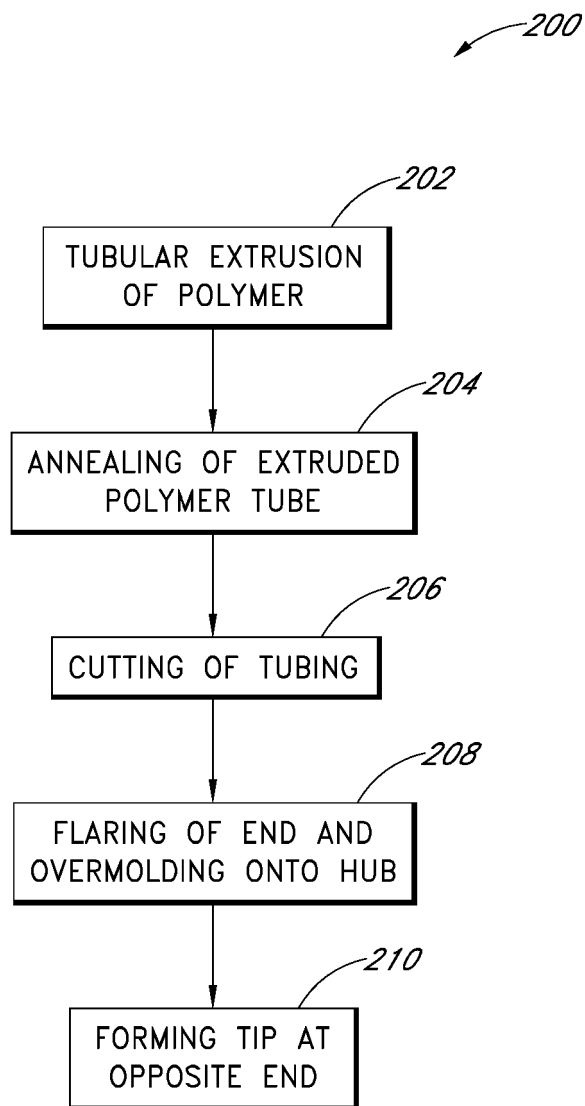 200
202
TUBULAR EXTRUSION
OF POLYMER
204
ANNEALING OF EXTRUDED
POLYMER TUBE
206
CUTTING OF TUBING
208
FLARING OF END AND
OVERMOLDING ONTO HUB
210
FORMING TIP AT
OPPOSITE END